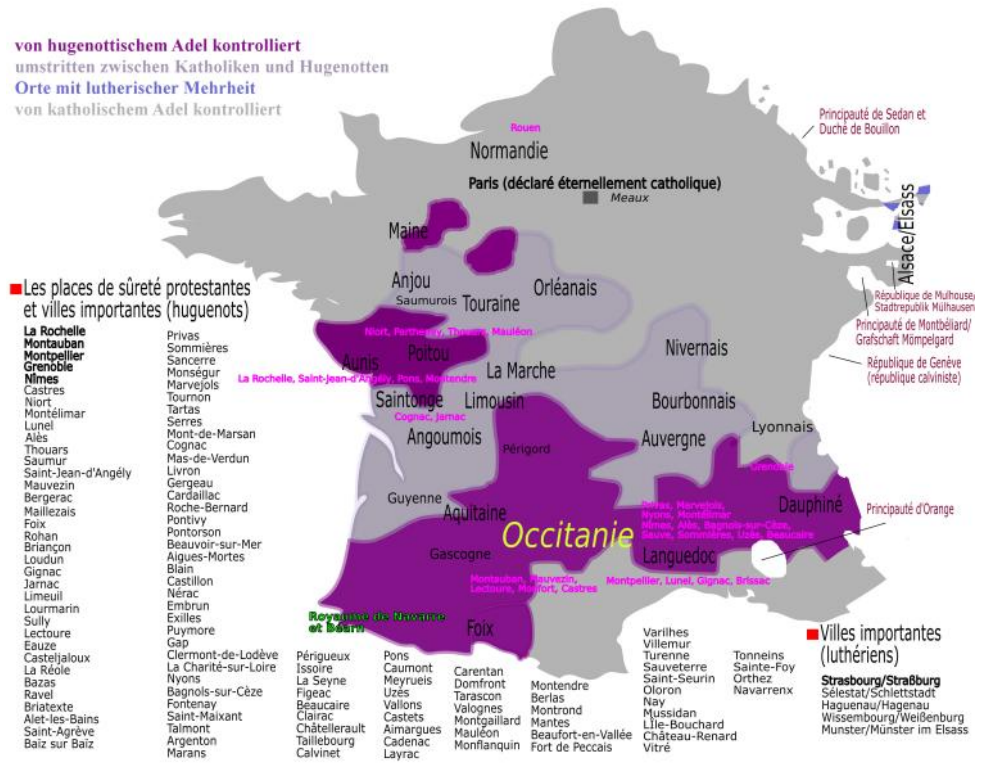 von hugenottischem Adel kontrolliert
umstritten zwischen Katholiken und Hugenotten
Orte mit lutherischer Mehrheit
von katholischem Adel kontrolliert
Principauté de Sedan et
Duché de Bouillon
Rouen
Normandie
Paris (déclaré éternellement catholique)
Meaux
Alsace/Elsass
Maine
Anjou
Saumurois
Touraine
Orléanais
République de Mulhouse/
Stadtrepublik Mülhausen
Principauté de Montbéliard/
Grafschaft Mömpelgard
République de Genève
(république calviniste)
Niort, Parthenay, Thouars, Mauléon
Aunis
Poitou
La Marche
Nivernais
La Rochelle, Saint-Jean-d'Angély, Pons, Montendre
Saintonge
Limousin
Bourbonnais
Cognac, Jarnac
Angoumois
Périgord
Auvergne
Lyonnais
Grenoble
Guyenne
Aquitaine
Dauphiné
Principauté d'Orange
Privas, Marvejols,
Nyons, Montélimar
Nîmes, Alès, Bagnols-sur-Cèze,
Sauve, Sommières, Uzès, Beaucaire
Occitanie
Gascogne
Languedoc
Montauban, Mauvezin,
Lectoure, Monfort, Castres
Montpellier, Lunel, Gignac, Brissac
Royaume de Navarre
et Béarn
Foix
Les places de sûreté protestantes
et villes importantes (huguenots)
La Rochelle
Montauban
Montpellier
Grenoble
Nîmes
Castres
Niort
Montélimar
Lunel
Alès
Thouars
Saumur
Saint-Jean-d'Angély
Mauvezin
Bergerac
Maillezais
Foix
Rohan
Briançon
Loudun
Gignac
Jarnac
Limeuil
Lourmarin
Sully
Lectoure
Eauze
Casteljaloux
La Réole
Bazas
Ravel
Briatexte
Alet-les-Bains
Saint-Agrève
Baiz sur Baïz
Privas
Sommières
Sancerre
Monségur
Marvejols
Tournon
Tartas
Serres
Mont-de-Marsan
Cognac
Mas-de-Verdun
Livron
Gergeau
Cardaillac
Roche-Bernard
Pontivy
Pontorson
Beauvoir-sur-Mer
Aigues-Mortes
Blain
Castillon
Nérac
Embrun
Exilles
Puymore
Gap
Clermont-de-Lodève
La Charité-sur-Loire
Nyons
Bagnols-sur-Cèze
Fontenay
Saint-Maixant
Talmont
Argenton
Marans
Périgueux
Issoire
La Seyne
Figeac
Beaucaire
Clairac
Châtellerault
Taillebourg
Calvinet
Pons
Caumont
Meyrueis
Uzés
Vallons
Castets
Aimargues
Cadenac
Layrac
Carentan
Domfront
Tarascon
Valognes
Montgaillard
Mauléon
Monflanquin
Montendre
Berlas
Montrond
Mantes
Beaufort-en-Vallée
Fort de Peccais
Varilhes
Villemur
Turenne
Sauveterre
Saint-Seurin
Oloron
Nay
Mussidan
L'Île-Bouchard
Château-Renard
Vitré
Tonneins
Sainte-Foy
Orthez
Navarrenx
Villes importantes
(luthériens)
Strasbourg/Straßburg
Sélestat/Schlettstadt
Haguenau/Hagenau
Wissembourg/Weißenburg
Munster/Münster im Elsass